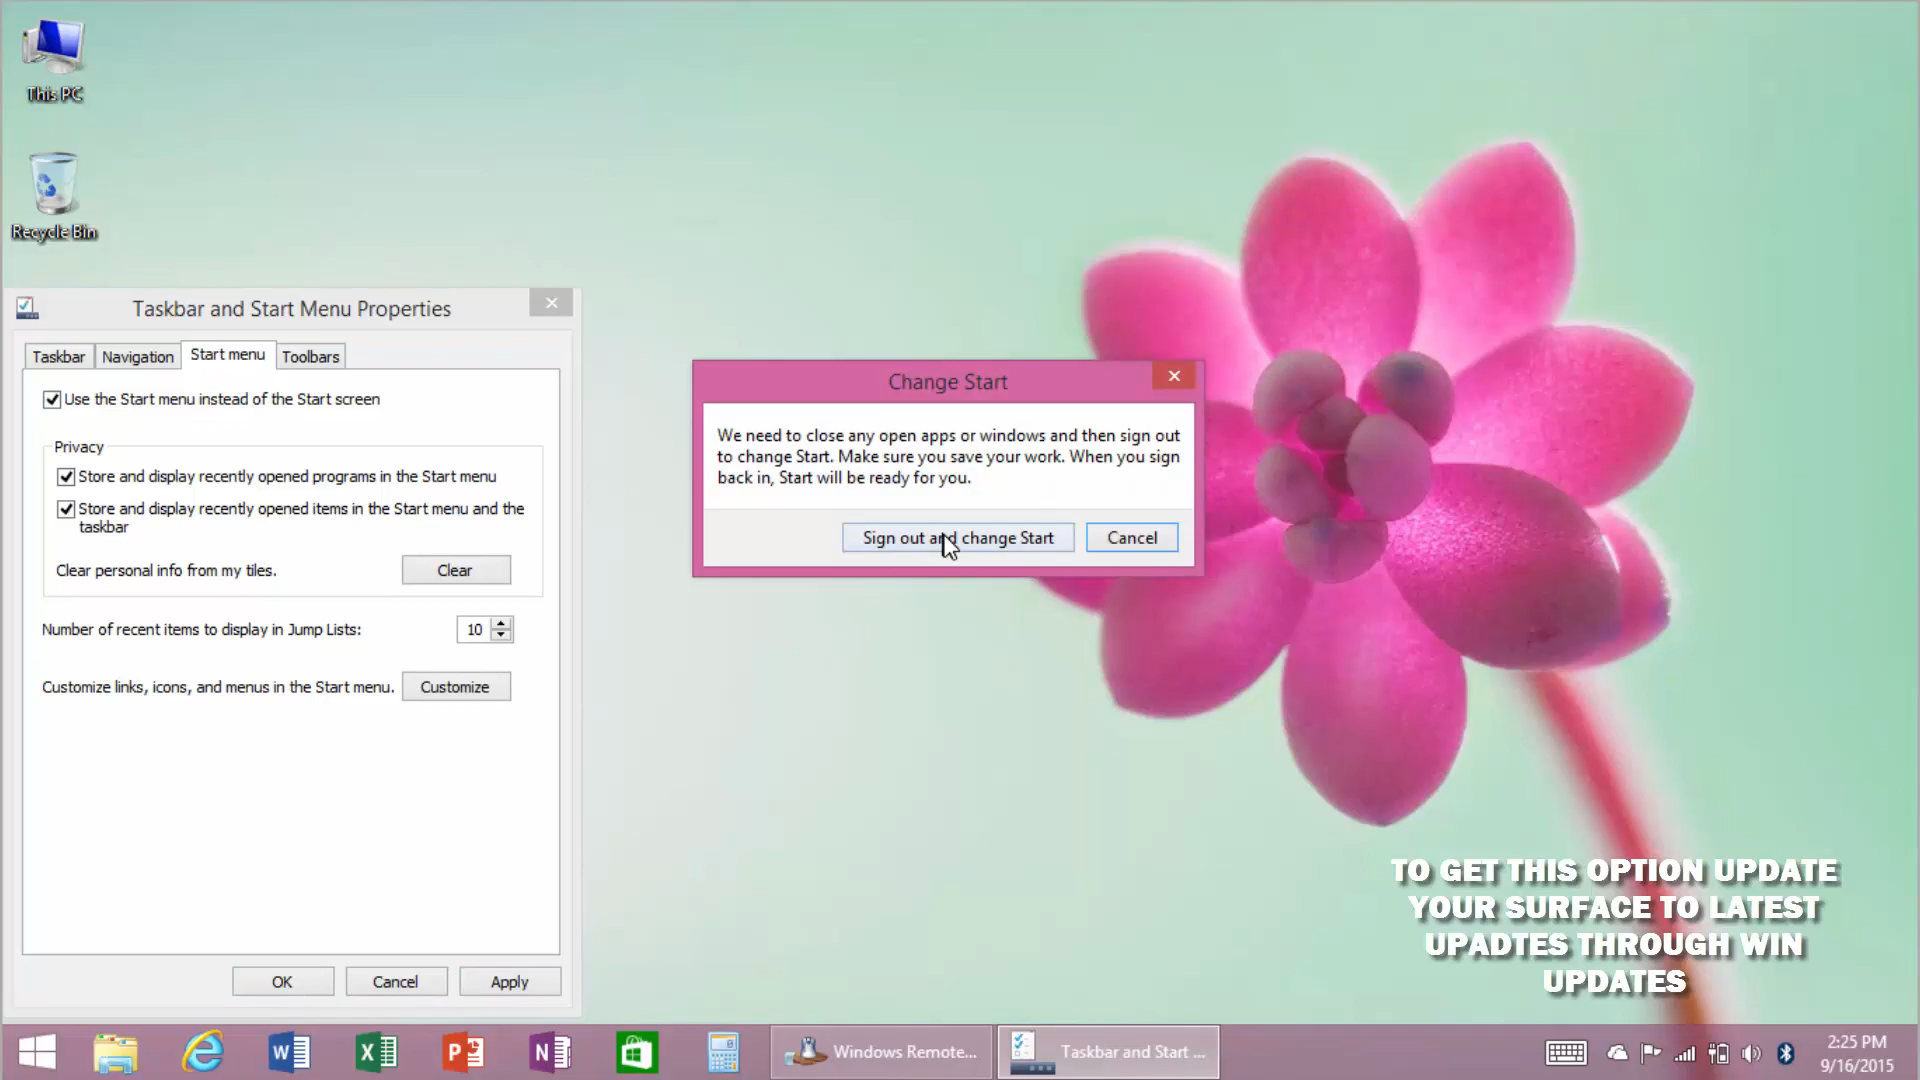 This PC
Recycle Bin
Taskbar and Start Menu Properties
Taskbar
Navigation
Start menu
Toolbars
Use the Start menu instead of the Start screen
Privacy
Store and display recently opened programs in the Start menu
Store and display recently opened items in the Start menu and the
taskbar
Clear personal info from my tiles.
Clear
Number of recent items to display in Jump Lists:
10
Customize links, icons, and menus in the Start menu.
Customize
OK
Cancel
Apply
Change Start
We need to close any open apps or windows and then sign out
to change Start. Make sure you save your work. When you sign
back in, Start will be ready for you.
Sign out and change Start
Cancel
TO GET THIS OPTION UPDATE
YOUR SURFACE TO LATEST
UPADTES THROUGH WIN
UPDATES
Windows Remote...
Taskbar and Start ...
2:25 PM
9/16/2015